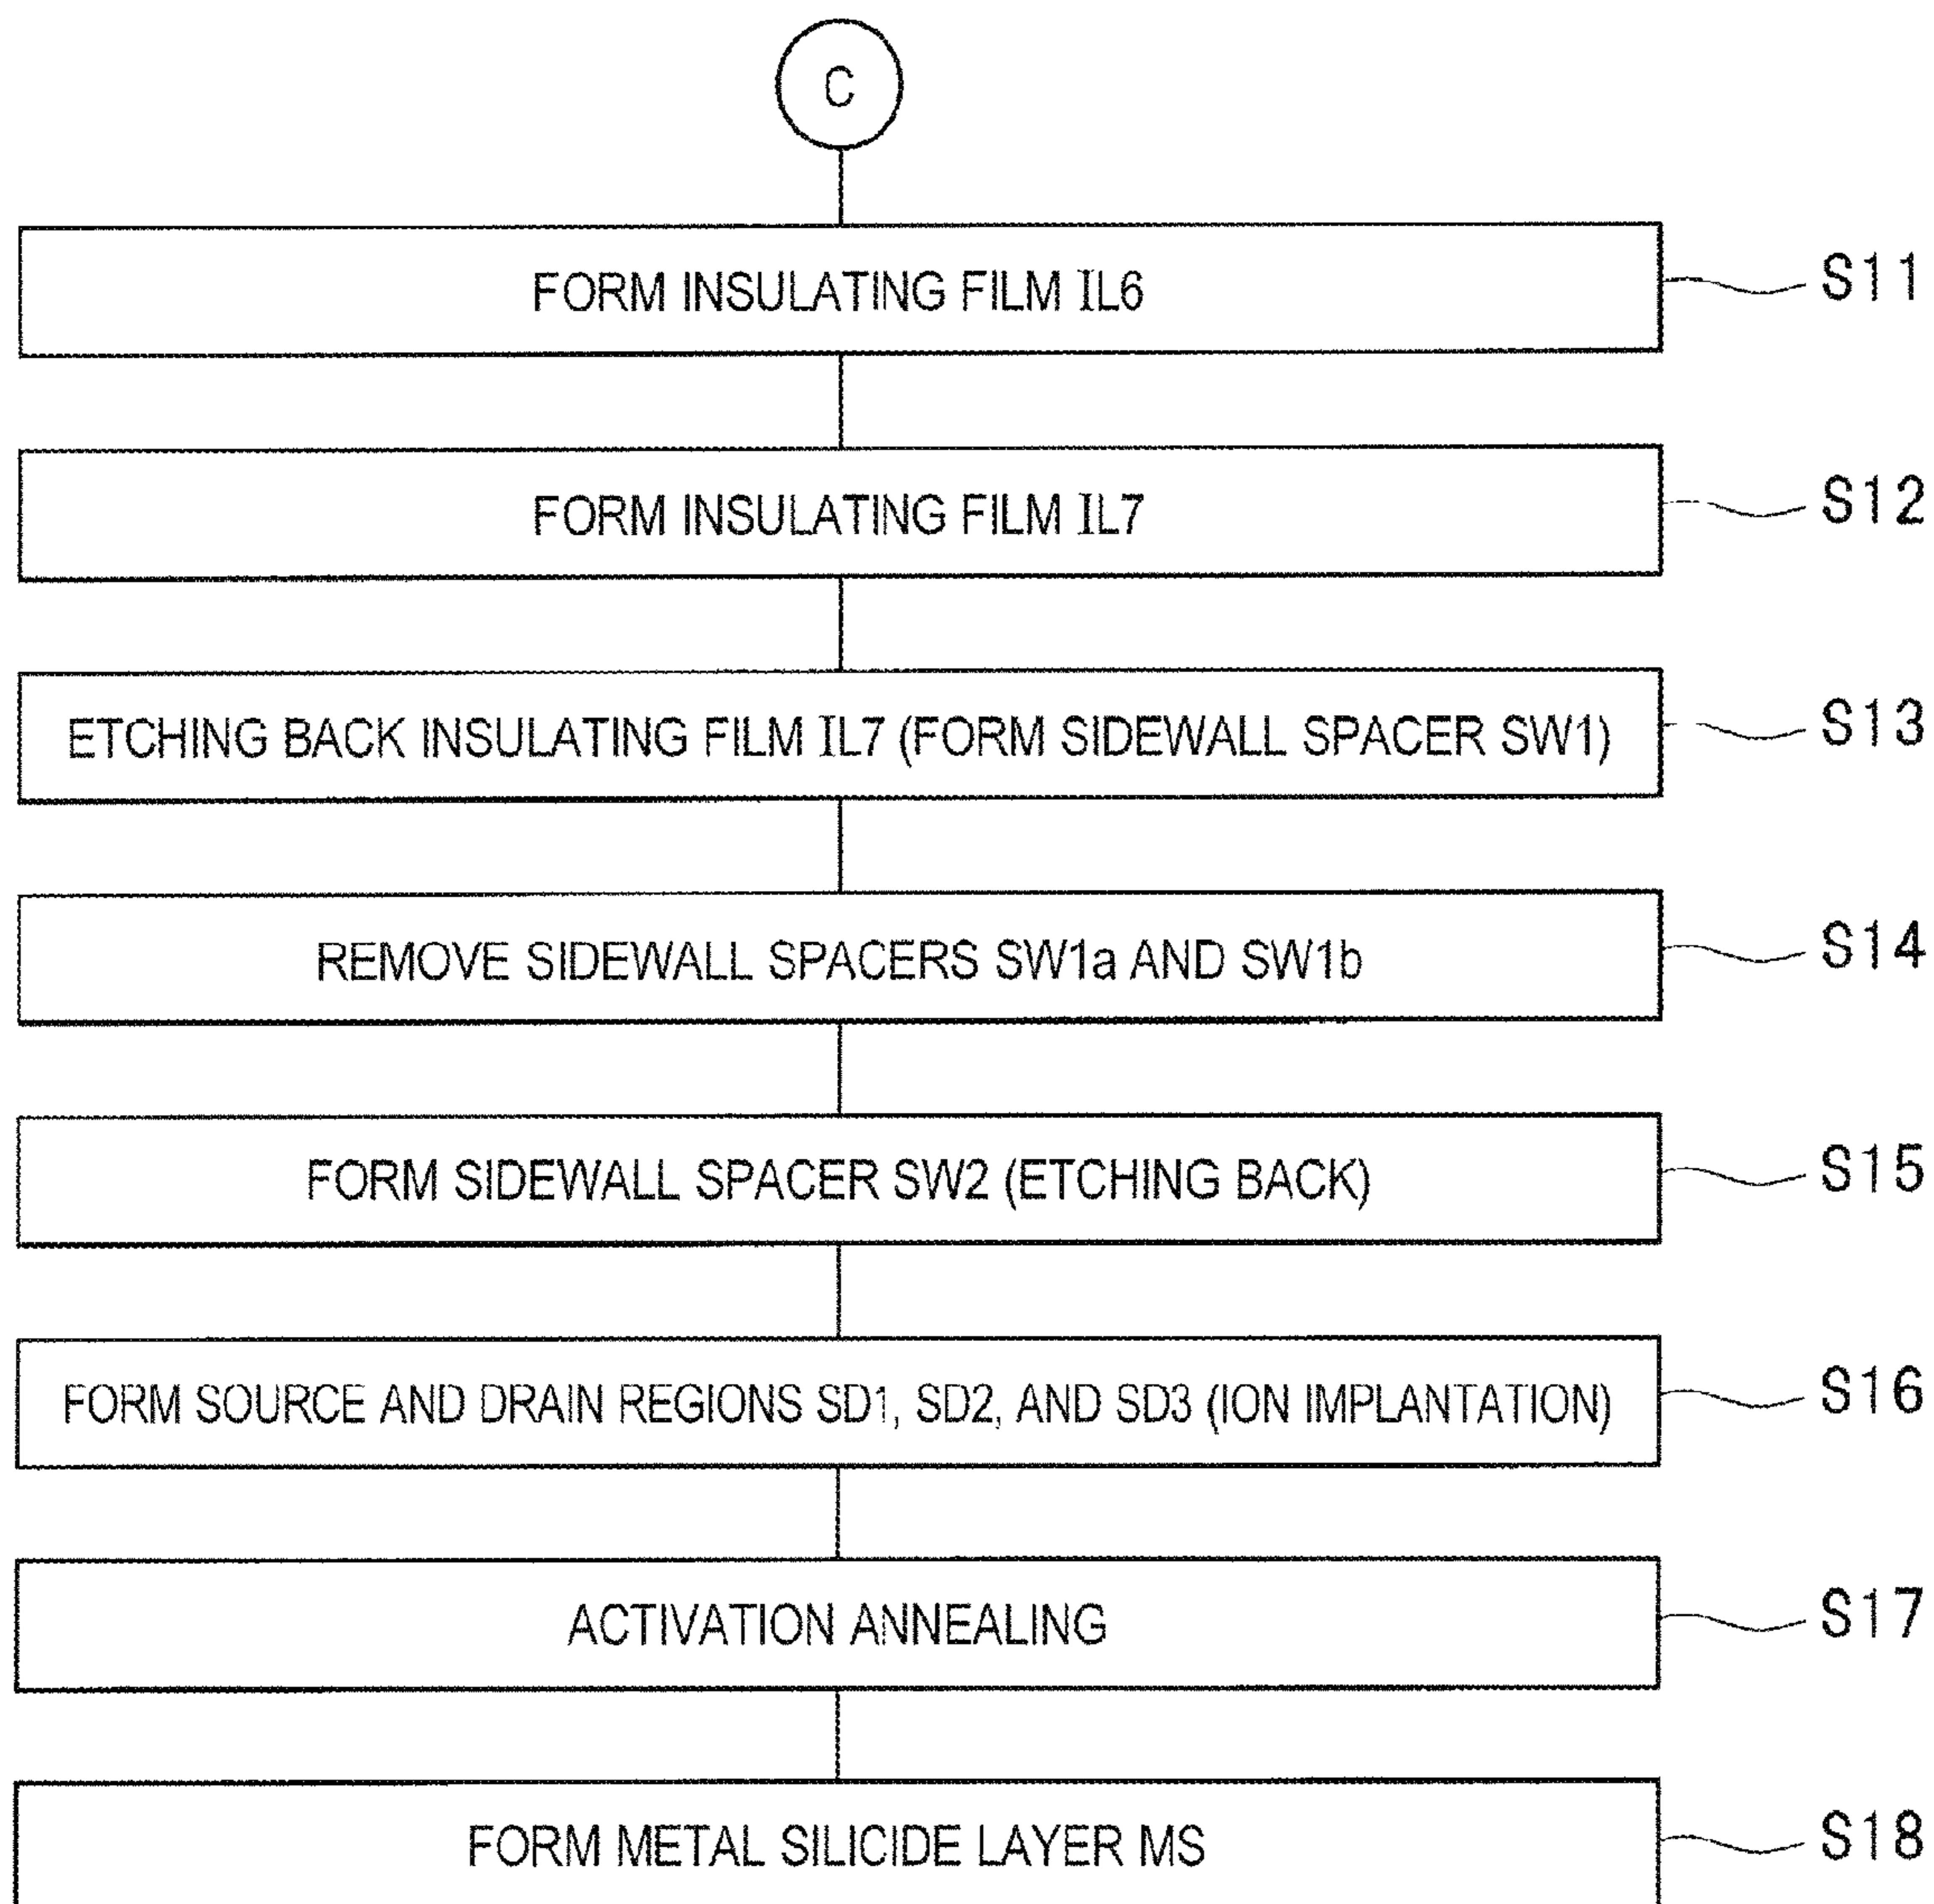 C
FORM INSULATING FILM IL6
S11
FORM INSULATING FILM IL7
S12
ETCHING BACK INSULATING FILM IL7 (FORM SIDEWALL SPACER SW1)
S13
REMOVE SIDEWALL SPACERS SW1a AND SW1b
S14
FORM SIDEWALL SPACER SW2 (ETCHING BACK)
S15
FORM SOURCE AND DRAIN REGIONS SD1, SD2, AND SD3 (ION IMPLANTATION)
S16
ACTIVATION ANNEALING
S17
FORM METAL SILICIDE LAYER MS
S18